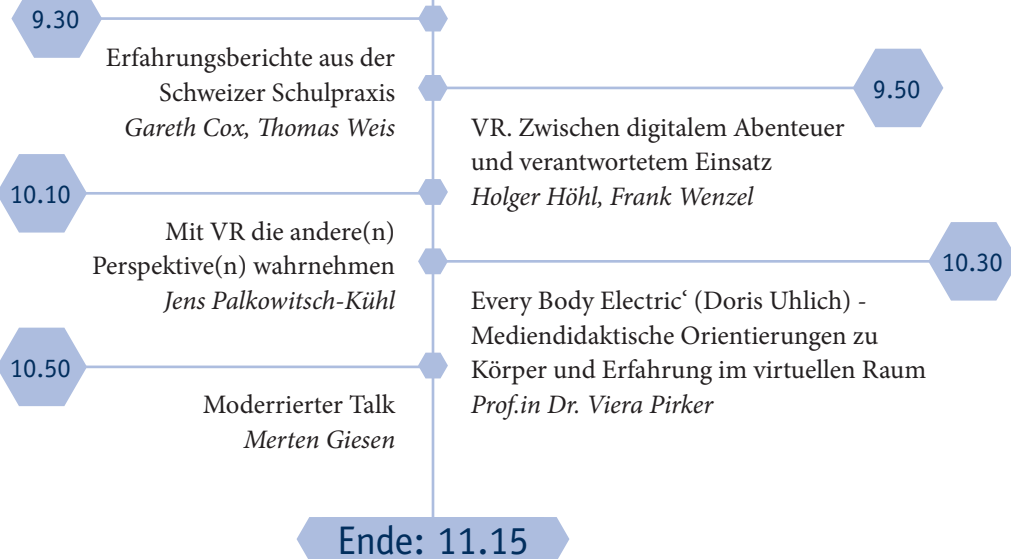 9.30
Erfahrungsberichte aus der
Schweizer Schulpraxis
Gareth Cox, Thomas Weis
9.50
VR. Zwischen digitalem Abenteuer
und verantwortetem Einsatz
Holger Höhl, Frank Wenzel
10.10
Mit VR die andere(n)
Perspektive(n) wahrnehmen
Jens Palkowitsch-Kühl
10.30
Every Body Electric‘ (Doris Uhlich) -
Mediendidaktische Orientierungen zu
Körper und Erfahrung im virtuellen Raum
Prof.in Dr. Viera Pirker
10.50
Moderrierter Talk
Merten Giesen
Ende: 11.15